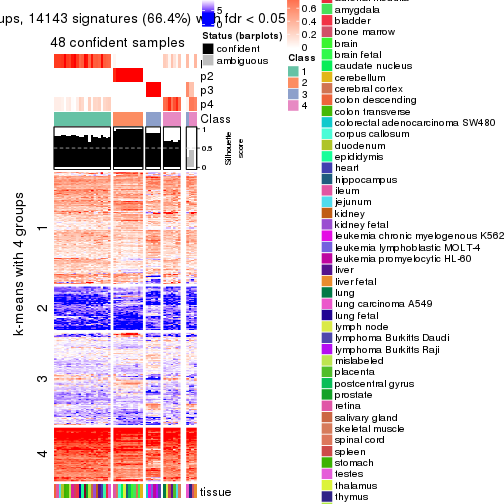 ups, 14143 signatures (66.4%) with fdr < 0.05
48 confident samples
p2
p3
p4
Class
1
0.5
0
Silhouette
score
k-means with 4 groups
1
2
3
4
tissue
5
0
Status (barplots)
confident
ambiguous
0.6
0.4
0.2
0
Class
1
2
3
4
amygdala
bladder
bone marrow
brain
brain fetal
caudate nucleus
cerebellum
cerebral cortex
colon descending
colon transverse
colorectal adenocarcinoma SW480
corpus callosum
duodenum
epididymis
heart
hippocampus
ileum
jejunum
kidney
kidney fetal
leukemia chronic myelogenous K562
leukemia lymphoblastic MOLT-4
leukemia promyelocytic HL-60
liver
liver fetal
lung
lung carcinoma A549
lung fetal
lymph node
lymphoma Burkitts Daudi
lymphoma Burkitts Raji
mislabeled
placenta
postcentral gyrus
prostate
retina
salivary gland
skeletal muscle
spinal cord
spleen
stomach
testes
thalamus
thymus